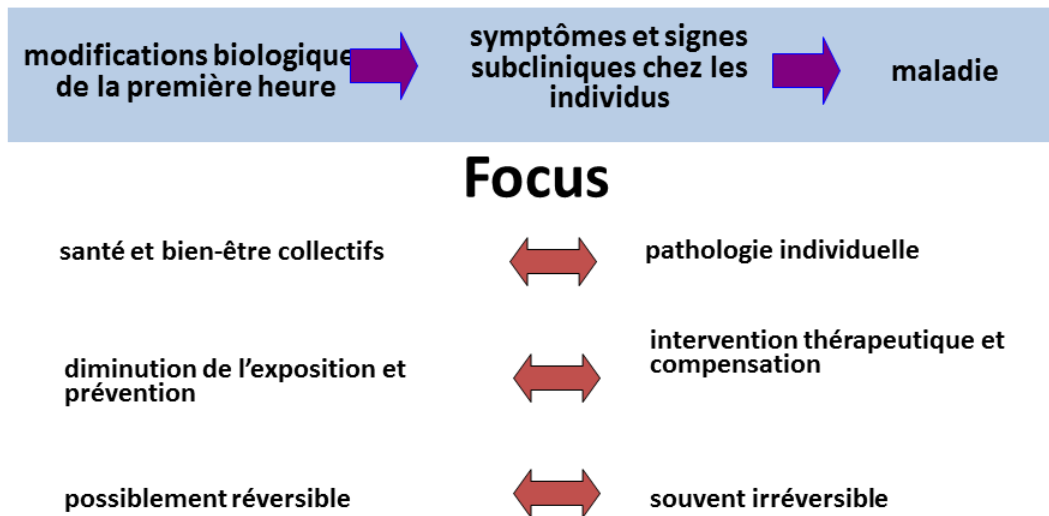 modifications biologique
de la première heure
symptômes et signes
subcliniques chez les
individus
maladie
Focus
santé et bien-être collectifs
pathologie individuelle
diminution de l’exposition et
prévention
intervention thérapeutique et
compensation
possiblement réversible
souvent irréversible